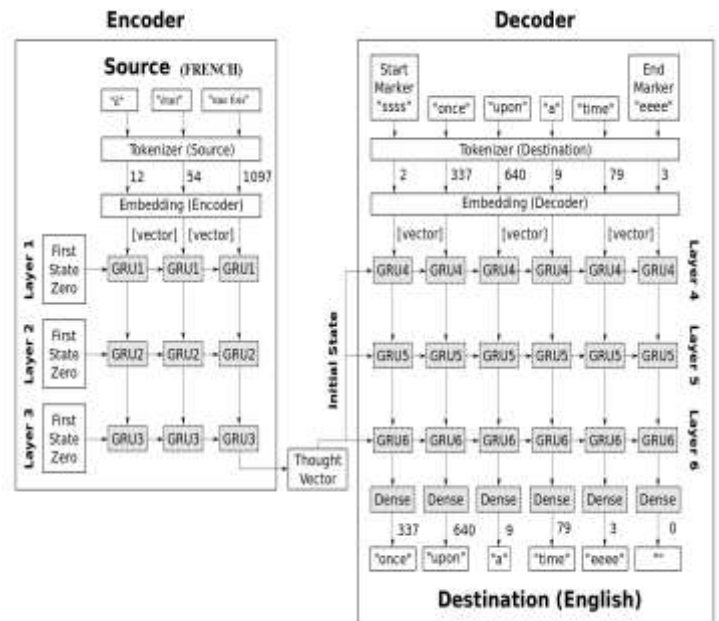 Encoder
Decoder
Source (FRENCH)
Tokenizer (Source)
12 54 1097
Embedding (Encoder)
[vector] [vector]
Layer 1
First State Zero
GRU1 GRU1 GRU1
Layer 2
First State Zero
GRU2 GRU2 GRU2
Layer 3
First State Zero
GRU3 GRU3 GRU3
Thought Vector
Initial State
Start Marker "ssss"
"once" "upon" "a" "time"
End Marker "eeee"
Tokenizer (Destination)
2 337 640 9 79 3
Embedding (Decoder)
[vector] [vector] [vector]
GRU4 GRU4 GRU4 GRU4 GRU4 GRU4
Layer 4
GRU5 GRU5 GRU5 GRU5 GRU5 GRU5
Layer 5
GRU6 GRU6 GRU6 GRU6 GRU6 GRU6
Layer 6
Dense Dense Dense Dense Dense Dense
337 640 9 79 3 0
"once" "upon" "a" "time" "eeee" ""
Destination (English)